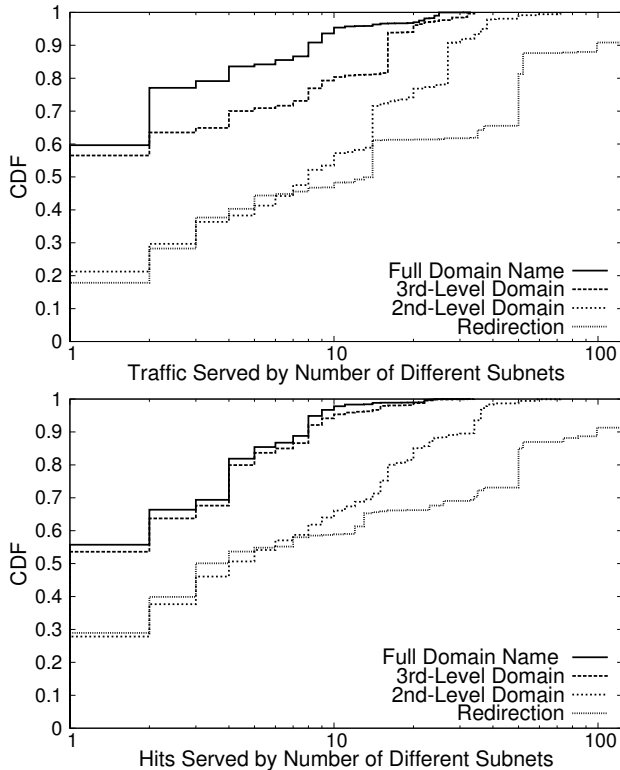 1
0.9
0.8
0.7
0.6
0.5
0.4
0.3
0.2
0.1
0
CDF
Full Domain Name
3rd-Level Domain
2nd-Level Domain
Redirection
1 10 100
Traffic Served by Number of Different Subnets
1
0.9
0.8
0.7
0.6
0.5
0.4
0.3
0.2
0.1
0
CDF
Full Domain Name
3rd-Level Domain
2nd-Level Domain
Redirection
1 10 100
Hits Served by Number of Different Subnets